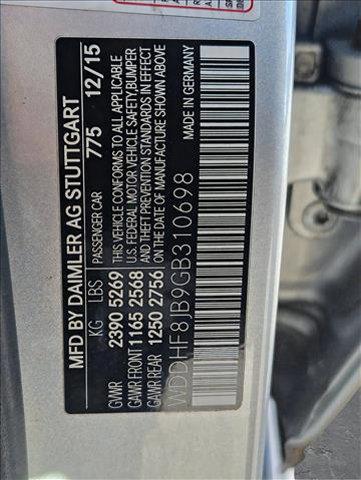 MFD BY DAIMLER AG STUTTGART
PASSENGER CAR 775 12/15
KG LBS
GVWR 2390 5269
GAWR FRONT 1165 2568
GAWR REAR 1250 2756
THIS VEHICLE CONFORMS TO ALL APPLICABLE
U.S. FEDERAL MOTOR VEHICLE SAFETY, BUMPER
AND THEFT PREVENTION STANDARDS IN EFFECT
ON THE DATE OF MANUFACTURE SHOWN ABOVE
WDDHF8JB9GB310698
MADE IN GERMANY